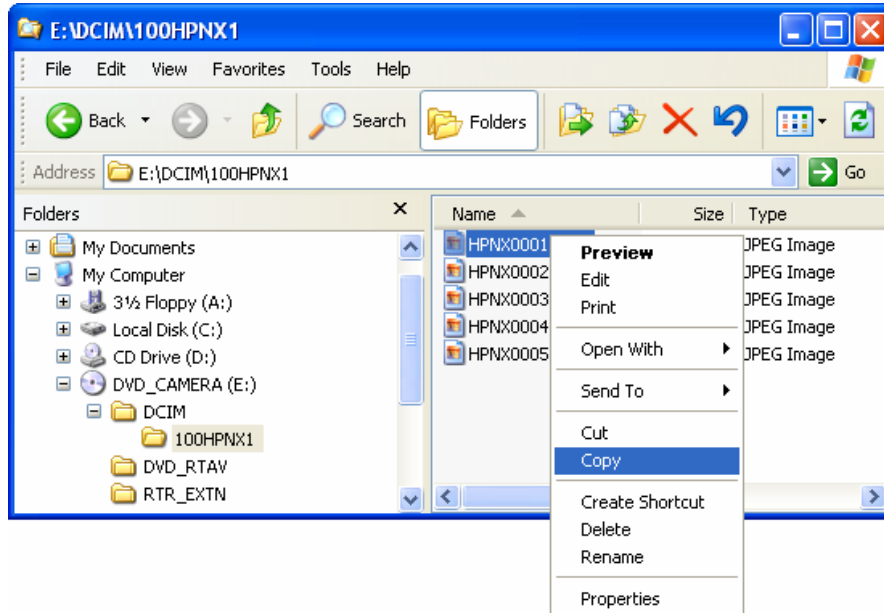 E:\DCIM\100HPNX1
File Edit View Favorites Tools Help
Back Search Folders
Address E:\DCIM\100HPNX1 Go
Folders
My Documents
My Computer
3½ Floppy (A:)
Local Disk (C:)
CD Drive (D:)
DVD_CAMERA (E:)
DCIM
100HPNX1
DVD_RTAV
RTR_EXTN
Name Size Type
HPNX0001 JPEG Image
HPNX0002 JPEG Image
HPNX0003 JPEG Image
HPNX0004 JPEG Image
HPNX0005 JPEG Image
Preview
Edit
Print
Open With
Send To
Cut
Copy
Create Shortcut
Delete
Rename
Properties